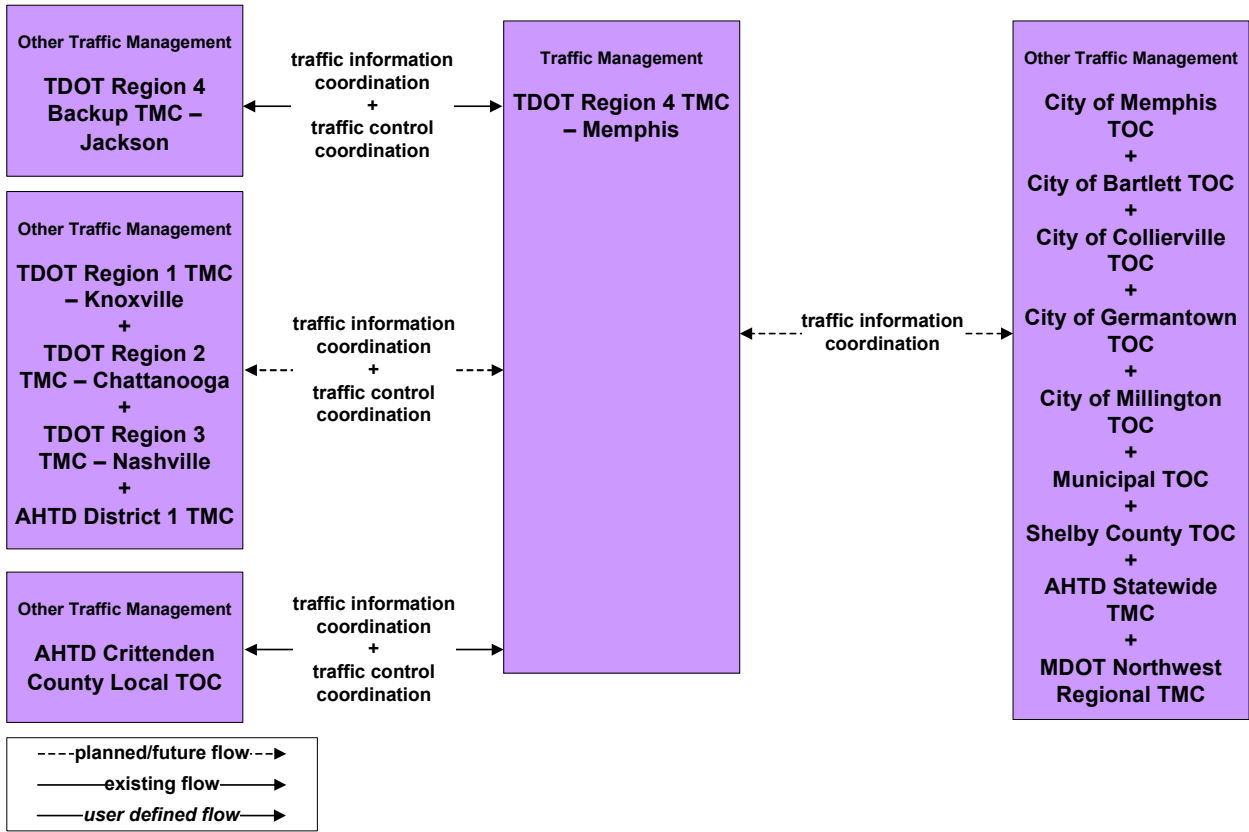 Other Traffic Management
TDOT Region 4
Backup TMC –
Jackson
traffic information
coordination
+
traffic control
coordination
Traffic Management
TDOT Region 4 TMC
– Memphis
Other Traffic Management
TDOT Region 1 TMC
– Knoxville
+
TDOT Region 2
TMC – Chattanooga
+
TDOT Region 3
TMC – Nashville
+
AHTD District 1 TMC
traffic information
coordination
+
traffic control
coordination
Other Traffic Management
AHTD Crittenden
County Local TOC
traffic information
coordination
+
traffic control
coordination
traffic information
coordination
Other Traffic Management
City of Memphis
TOC
+
City of Bartlett TOC
+
City of Collierville
TOC
+
City of Germantown
TOC
+
City of Millington
TOC
+
Municipal TOC
+
Shelby County TOC
+
AHTD Statewide
TMC
+
MDOT Northwest
Regional TMC
planned/future flow
existing flow
user defined flow